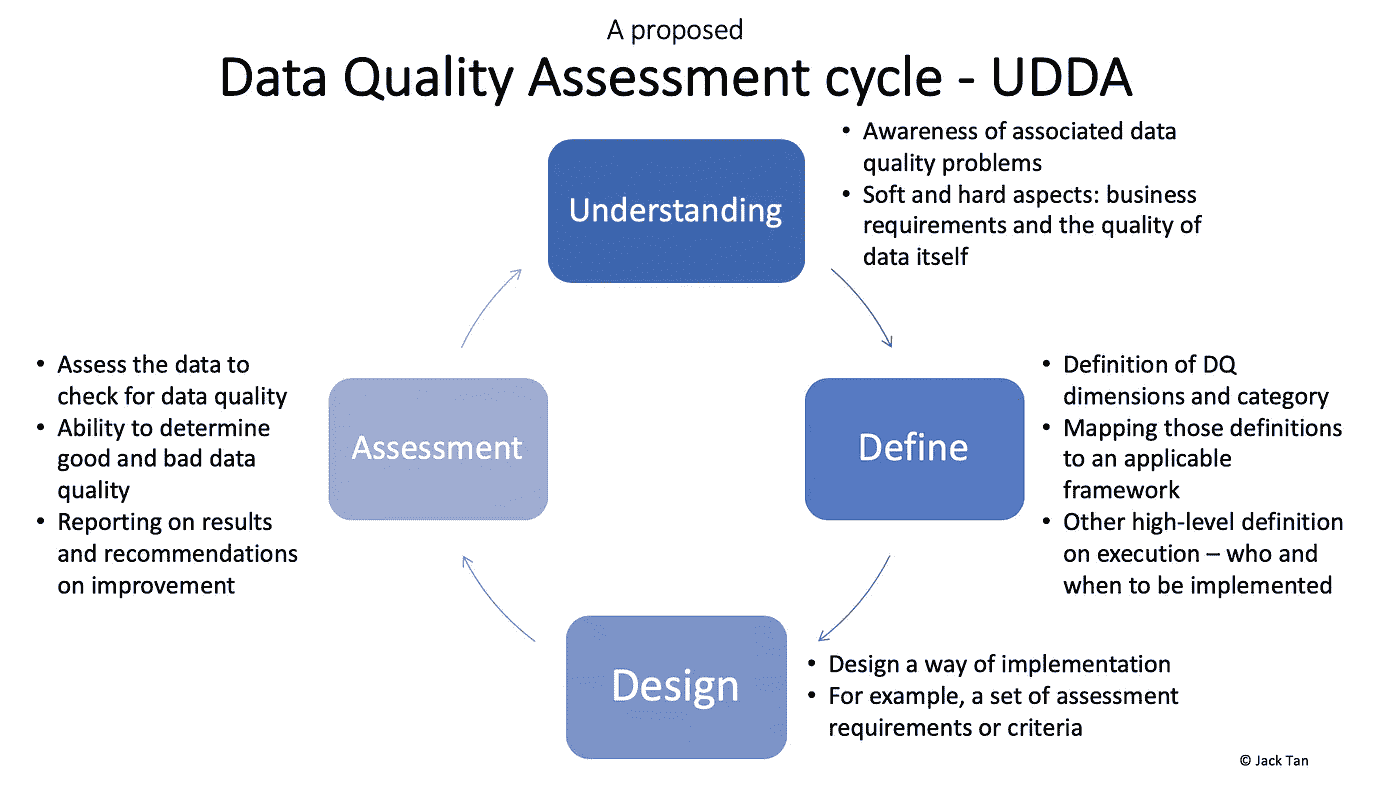 A proposed
Data Quality Assessment cycle - UDDA
Understanding
• Awareness of associated data
quality problems
• Soft and hard aspects: business
requirements and the quality of
data itself
Define
• Definition of DQ
dimensions and category
• Mapping those definitions
to an applicable
framework
• Other high-level definition
on execution – who and
when to be implemented
Design
• Design a way of implementation
• For example, a set of assessment
requirements or criteria
Assessment
• Assess the data to
check for data quality
• Ability to determine
good and bad data
quality
• Reporting on results
and recommendations
on improvement
© Jack Tan